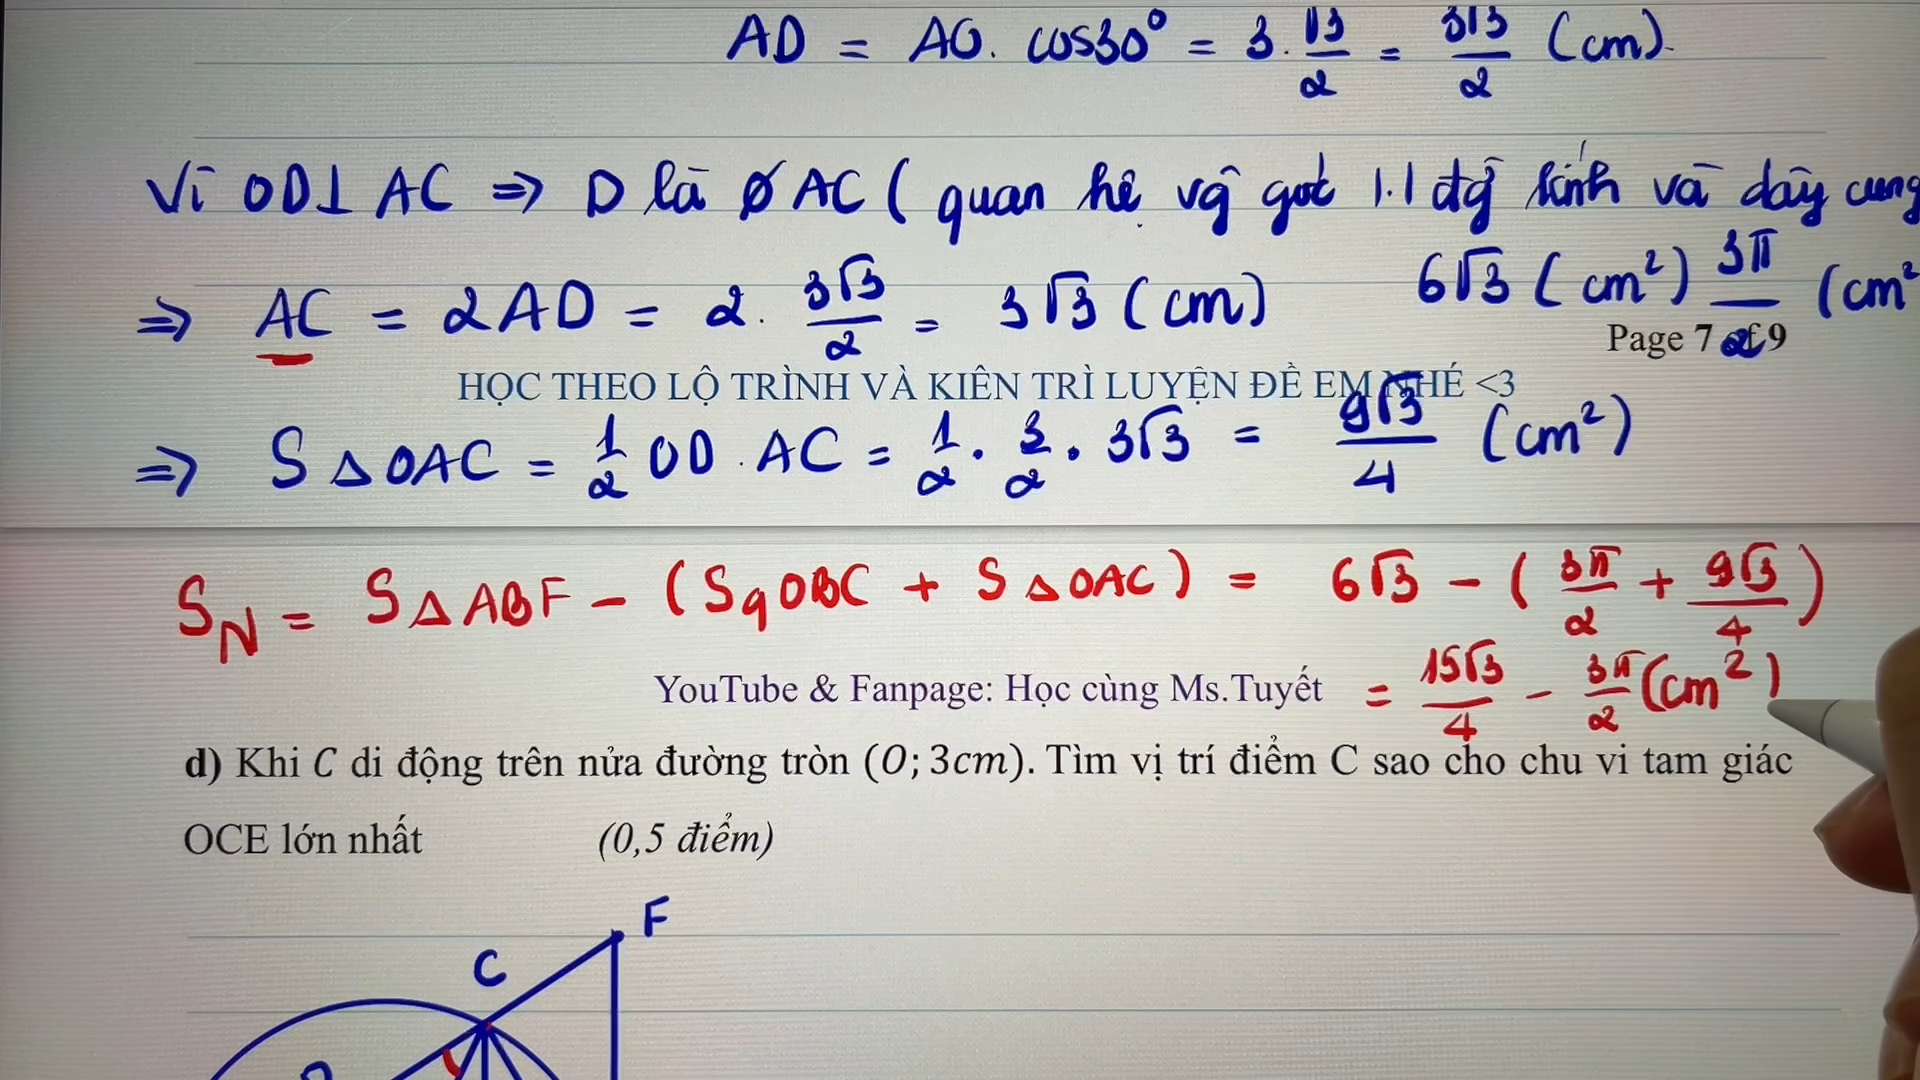 AD = AO. cos30° = 3.√3/2 = 3√3/2 (cm).
Vì OD⊥ AC => D là Ø AC ( quan hệ vg̃ góc 1.1 đg̃ kính và dây cung
=> AC = 2AD = 2. 3√3/2 = 3√3 (cm)
6√3 (cm²) 3π/2 (cm²
Page 7 of 9
HỌC THEO LỘ TRÌNH VÀ KIÊN TRÌ LUYỆN ĐỀ EM NHÉ <3
=> S △ OAC = 1/2 OD . AC = 1/2 . 3/2 . 3√3 = 9√3/4 (cm²)
S_N = S △ ABF − (SqOBC + S △ OAC ) = 6√3 − ( 3π/2 + 9√3/4 )
= 15√3/4 − 3π/2 (cm²)
YouTube & Fanpage: Học cùng Ms.Tuyết
d) Khi C di động trên nửa đường tròn (O; 3cm). Tìm vị trí điểm C sao cho chu vi tam giác
OCE lớn nhất (0,5 điểm)
F
C